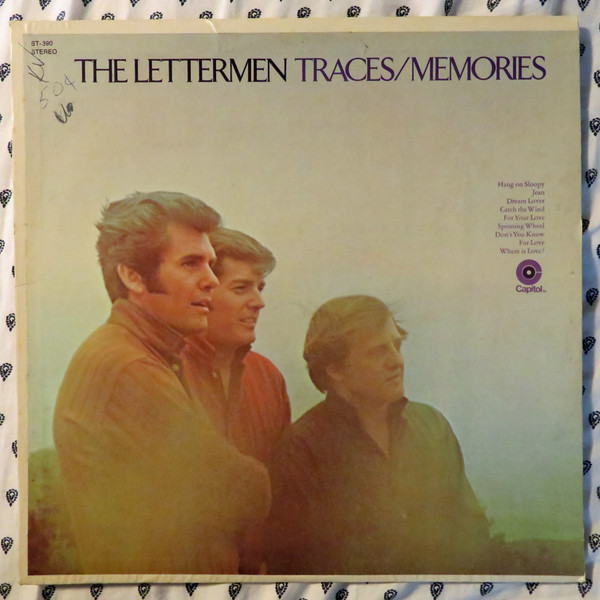 ST-390
STEREO
50¢
THE LETTERMEN TRACES/MEMORIES
Hang on Sloopy
Jean
Dream Lover
Catch the Wind
For Your Love
Spinning Wheel
Don't You Know
For Love
Where is Love?
Capitol